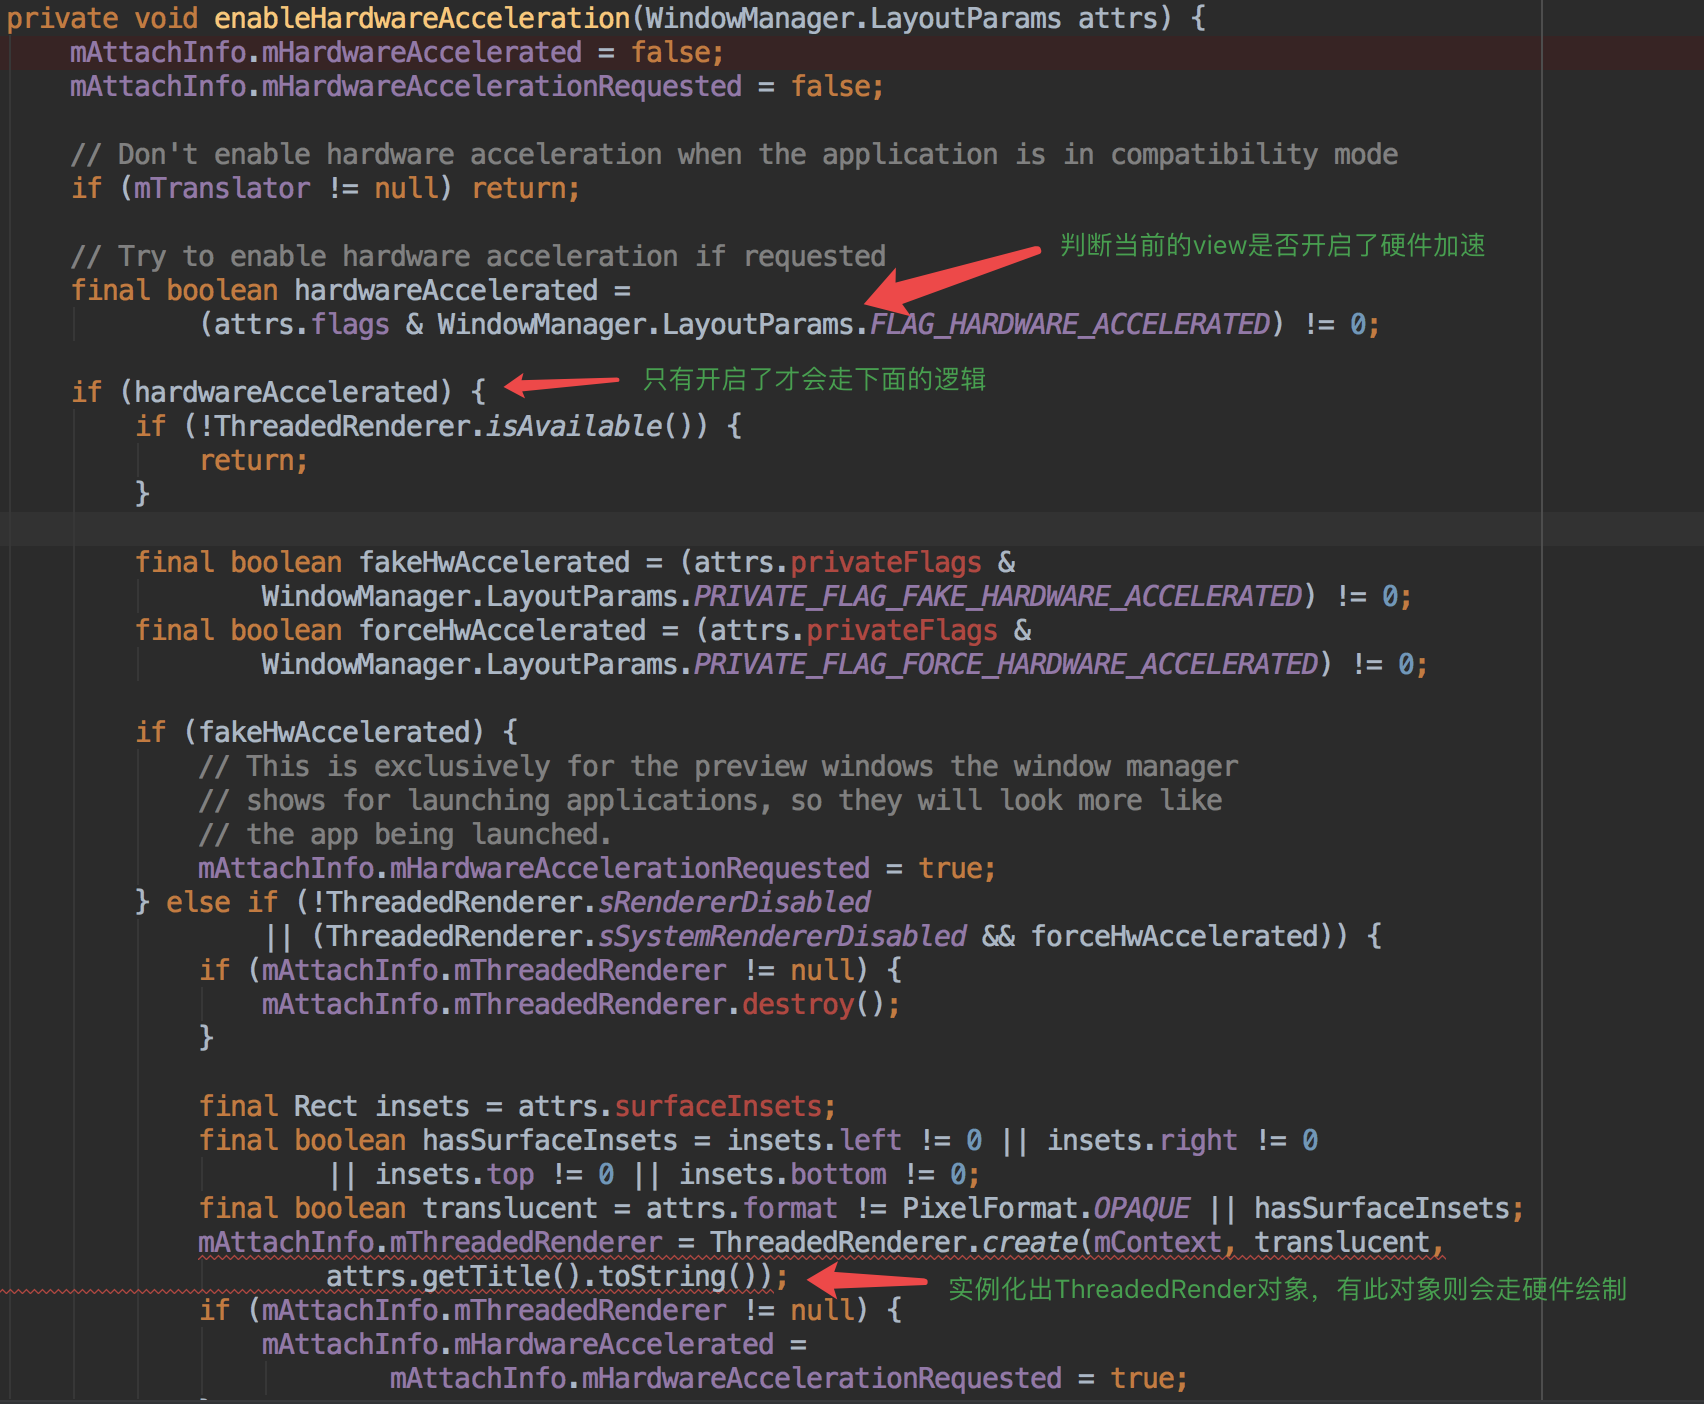 private void enableHardwareAcceleration(WindowManager.LayoutParams attrs) {
mAttachInfo.mHardwareAccelerated = false;
mAttachInfo.mHardwareAccelerationRequested = false;
// Don't enable hardware acceleration when the application is in compatibility mode
if (mTranslator != null) return;
判断当前的view是否开启了硬件加速
// Try to enable hardware acceleration if requested
final boolean hardwareAccelerated =
(attrs.flags & WindowManager.LayoutParams.FLAG_HARDWARE_ACCELERATED) != 0;
if (hardwareAccelerated) { 只有开启了才会走下面的逻辑
if (!ThreadedRenderer.isAvailable()) {
return;
}
final boolean fakeHwAccelerated = (attrs.privateFlags &
WindowManager.LayoutParams.PRIVATE_FLAG_FAKE_HARDWARE_ACCELERATED) != 0;
final boolean forceHwAccelerated = (attrs.privateFlags &
WindowManager.LayoutParams.PRIVATE_FLAG_FORCE_HARDWARE_ACCELERATED) != 0;
if (fakeHwAccelerated) {
// This is exclusively for the preview windows the window manager
// shows for launching applications, so they will look more like
// the app being launched.
mAttachInfo.mHardwareAccelerationRequested = true;
} else if (!ThreadedRenderer.sRendererDisabled
|| (ThreadedRenderer.sSystemRendererDisabled && forceHwAccelerated)) {
if (mAttachInfo.mThreadedRenderer != null) {
mAttachInfo.mThreadedRenderer.destroy();
}
final Rect insets = attrs.surfaceInsets;
final boolean hasSurfaceInsets = insets.left != 0 || insets.right != 0
|| insets.top != 0 || insets.bottom != 0;
final boolean translucent = attrs.format != PixelFormat.OPAQUE || hasSurfaceInsets;
mAttachInfo.mThreadedRenderer = ThreadedRenderer.create(mContext, translucent,
attrs.getTitle().toString()); 实例化出ThreadedRender对象，有此对象则会走硬件绘制
if (mAttachInfo.mThreadedRenderer != null) {
mAttachInfo.mHardwareAccelerated =
mAttachInfo.mHardwareAccelerationRequested = true;